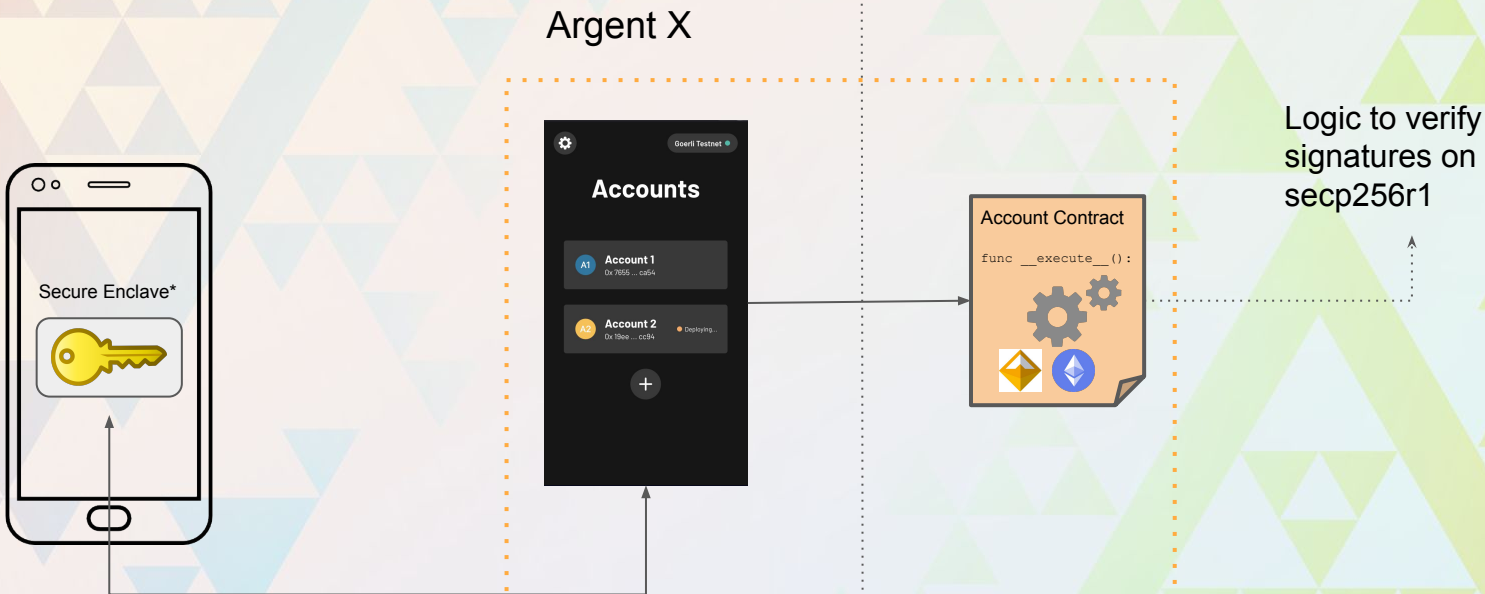 Argent X
Secure Enclave*
Goerli Testnet
Accounts
A1
Account 1
0x 7655 ... ca54
A2
Account 2
0x 19ee ... cc94
Deploying...
+
Account Contract
func __execute__():
Logic to verify
signatures on
secp256r1